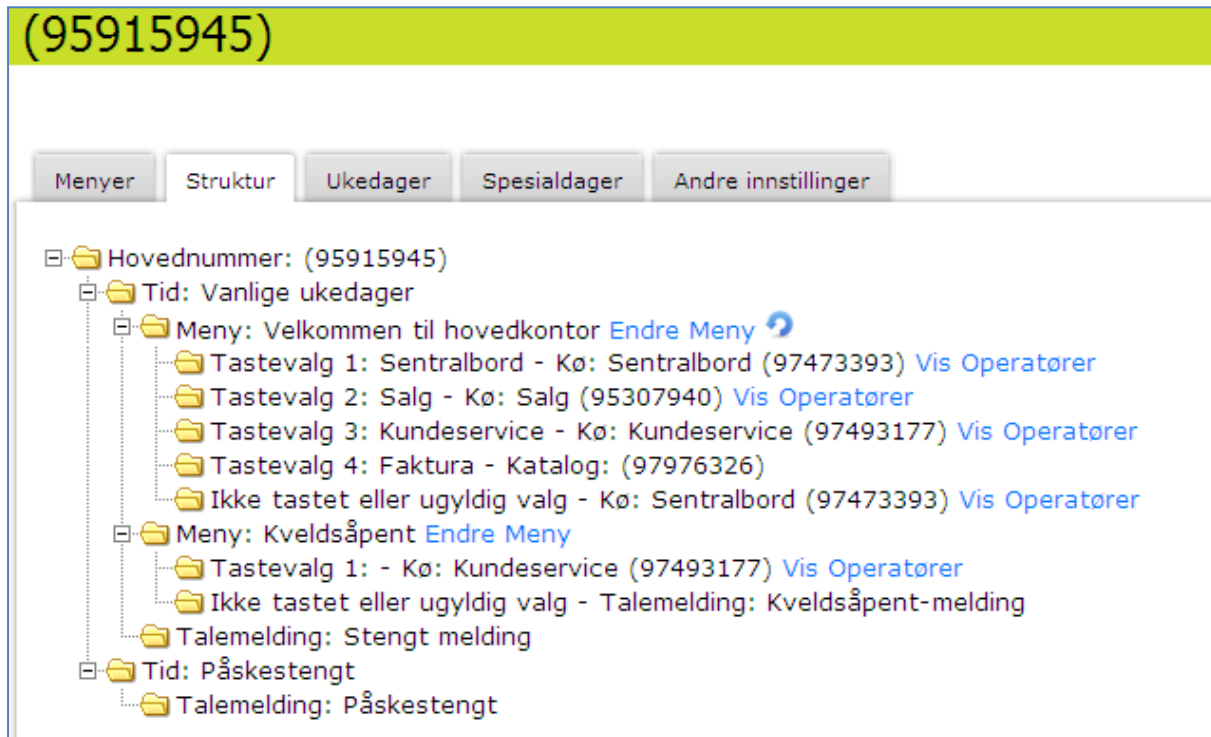 (95915945)
Menyer Struktur Ukedager Spesialdager Andre innstillinger
Hovednummer: (95915945)
Tid: Vanlige ukedager
Meny: Velkommen til hovedkontor Endre Meny
Tastevalg 1: Sentralbord - Kø: Sentralbord (97473393) Vis Operatører
Tastevalg 2: Salg - Kø: Salg (95307940) Vis Operatører
Tastevalg 3: Kundeservice - Kø: Kundeservice (97493177) Vis Operatører
Tastevalg 4: Faktura - Katalog: (97976326)
Ikke tastet eller ugyldig valg - Kø: Sentralbord (97473393) Vis Operatører
Meny: Kveldsåpent Endre Meny
Tastevalg 1: - Kø: Kundeservice (97493177) Vis Operatører
Ikke tastet eller ugyldig valg - Talemelding: Kveldsåpent-melding
Talemelding: Stengt melding
Tid: Påskestengt
Talemelding: Påskestengt